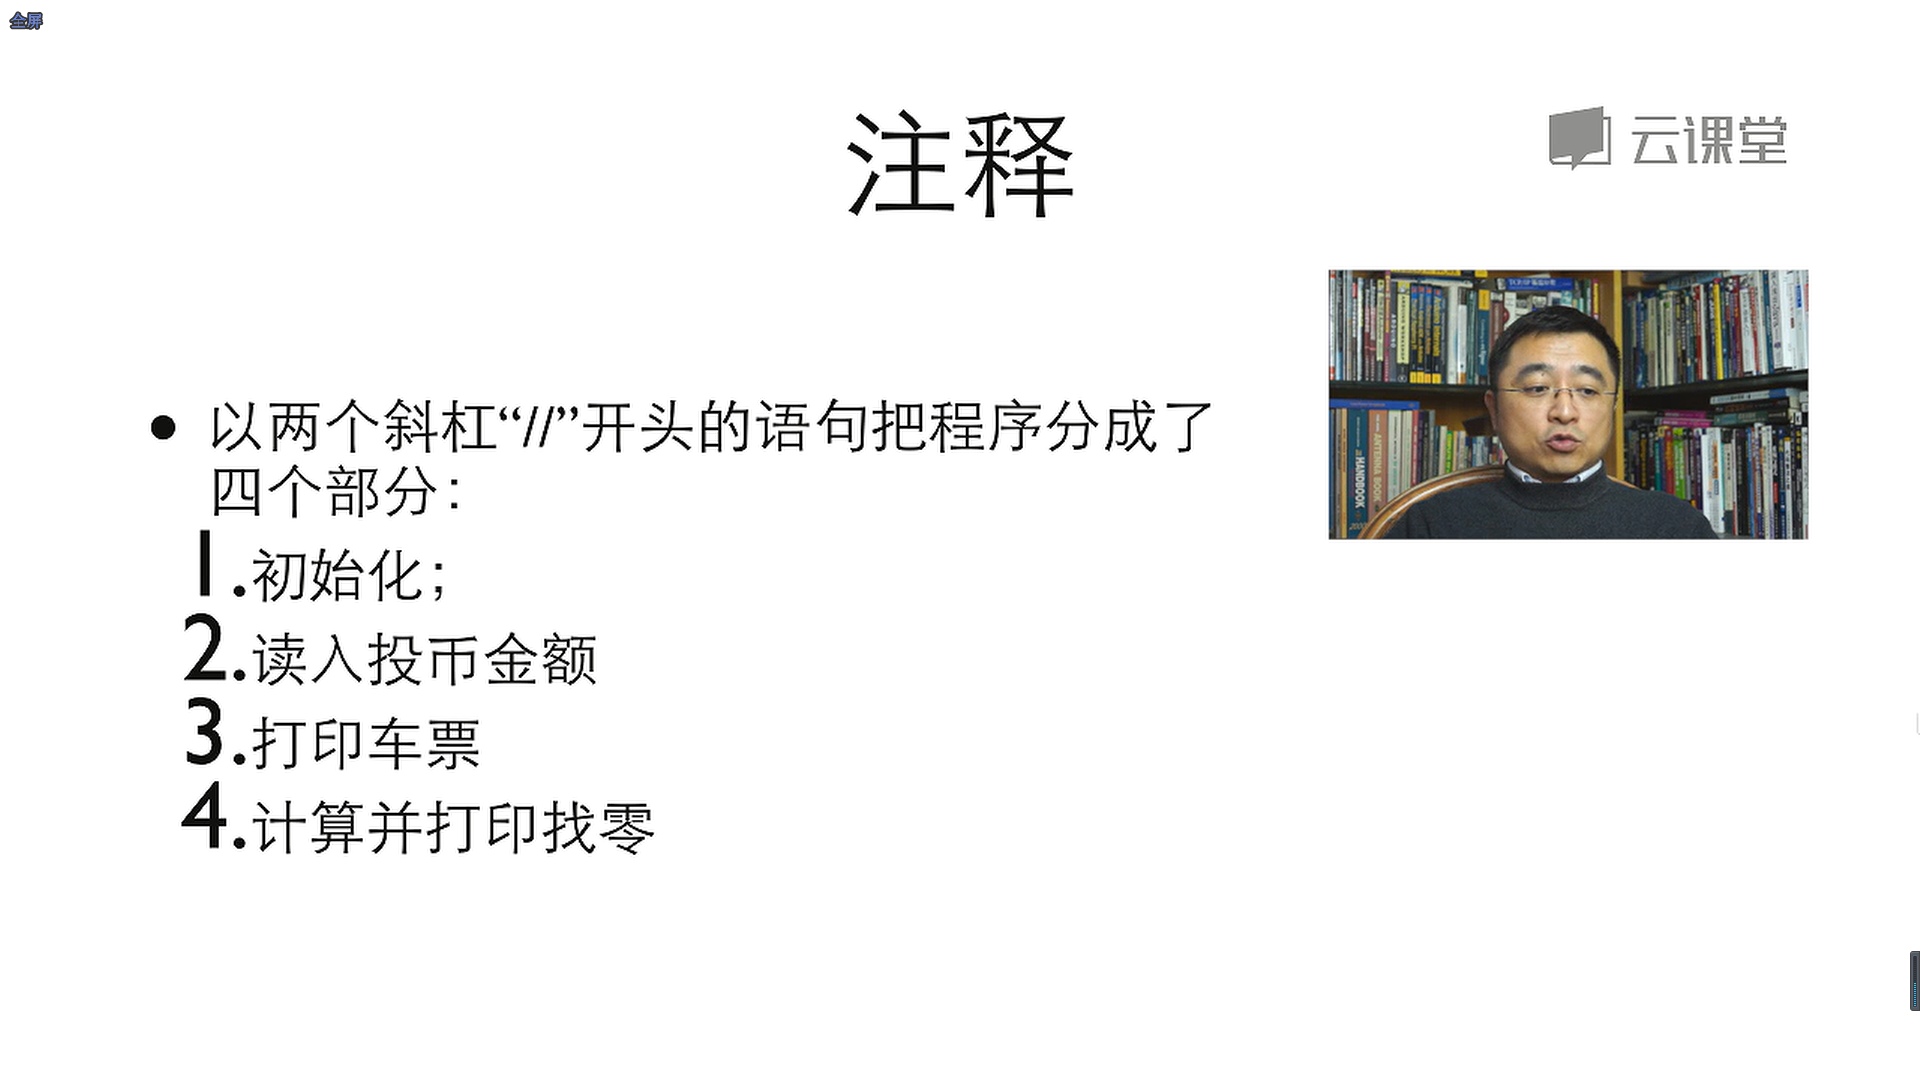 全屏
注释
云课堂
以两个斜杠“//”开头的语句把程序分成了
四个部分：
1.初始化；
2.读入投币金额
3.打印车票
4.计算并打印找零
HANDBOOK
ANTENNA BOOK